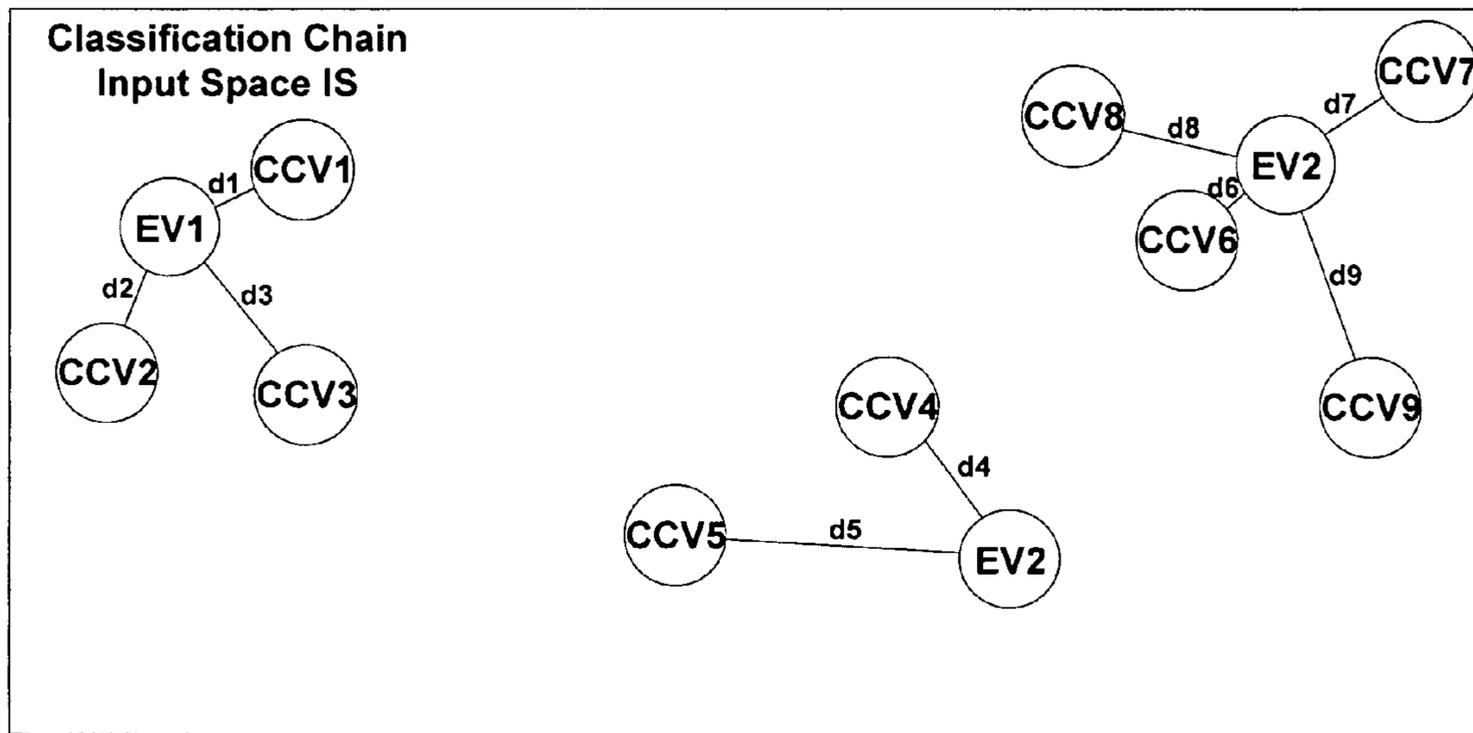 Classification Chain
Input Space IS
CCV1
d1
EV1
d2
d3
CCV2
CCV3
CCV7
CCV8
d7
d8
EV2
d6
CCV6
d9
CCV9
CCV4
d4
CCV5
d5
EV2